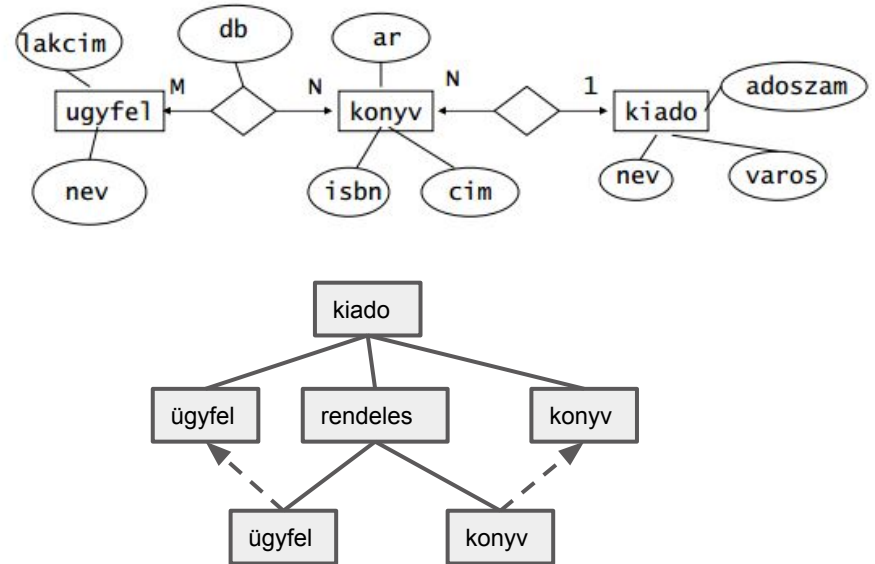 lakcim
db
ar
M
N
N
1
adoszam
ugyfel
konyv
kiado
nev
isbn
cim
nev
varos
kiado
ügyfel
rendeles
konyv
ügyfel
konyv